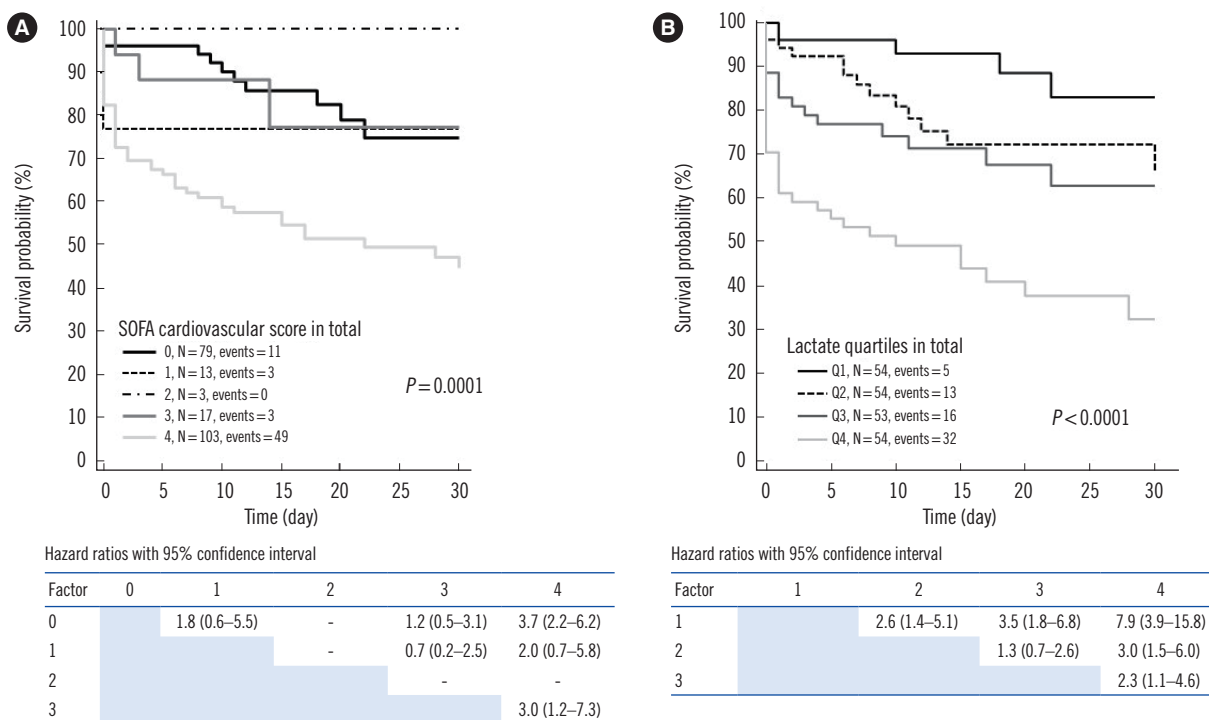 A
100
90
80
70
60
50
40
30
20
10
0
Survival probability (%)
SOFA cardiovascular score in total
0, N=79, events=11
1, N=13, events=3
2, N=3, events=0
3, N=17, events=3
4, N=103, events=49
P=0.0001
0 5 10 15 20 25 30
Time (day)
Hazard ratios with 95% confidence interval
Factor 0 1 2 3 4
0 1.8 (0.6–5.5) - 1.2 (0.5–3.1) 3.7 (2.2–6.2)
1 - 0.7 (0.2–2.5) 2.0 (0.7–5.8)
2 - -
3 3.0 (1.2–7.3)
B
100
90
80
70
60
50
40
30
20
10
0
Survival probability (%)
Lactate quartiles in total
Q1, N=54, events=5
Q2, N=54, events=13
Q3, N=53, events=16
Q4, N=54, events=32
P<0.0001
0 5 10 15 20 25 30
Time (day)
Hazard ratios with 95% confidence interval
Factor 1 2 3 4
1 2.6 (1.4–5.1) 3.5 (1.8–6.8) 7.9 (3.9–15.8)
2 1.3 (0.7–2.6) 3.0 (1.5–6.0)
3 2.3 (1.1–4.6)